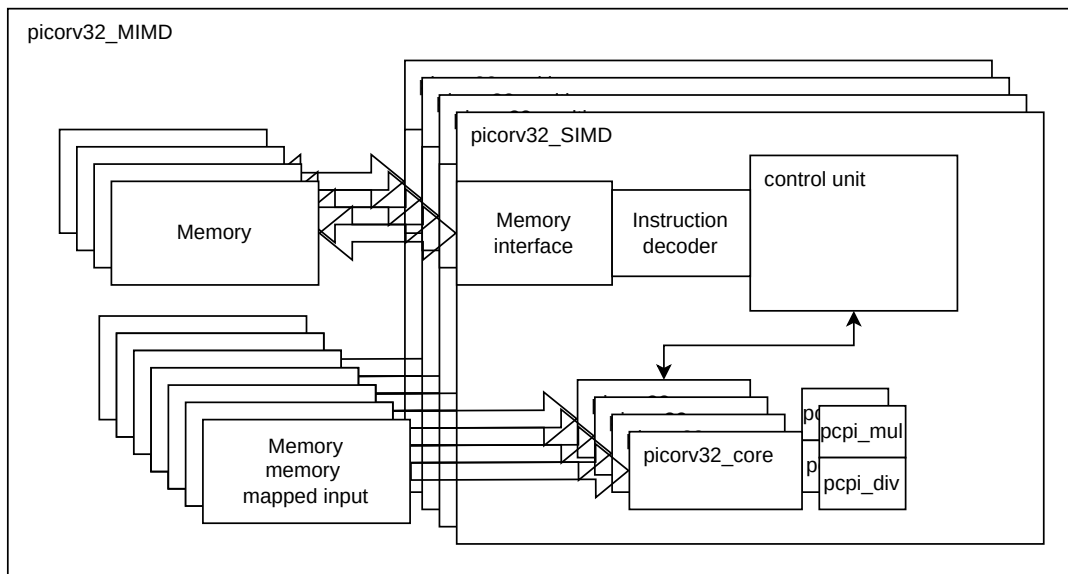 picorv32_MIMD
picorv32_SIMD
control unit
Memory
Memory
interface
Instruction
decoder
Memory
memory
mapped input
picorv32_core
pcpi_mul
pcpi_div